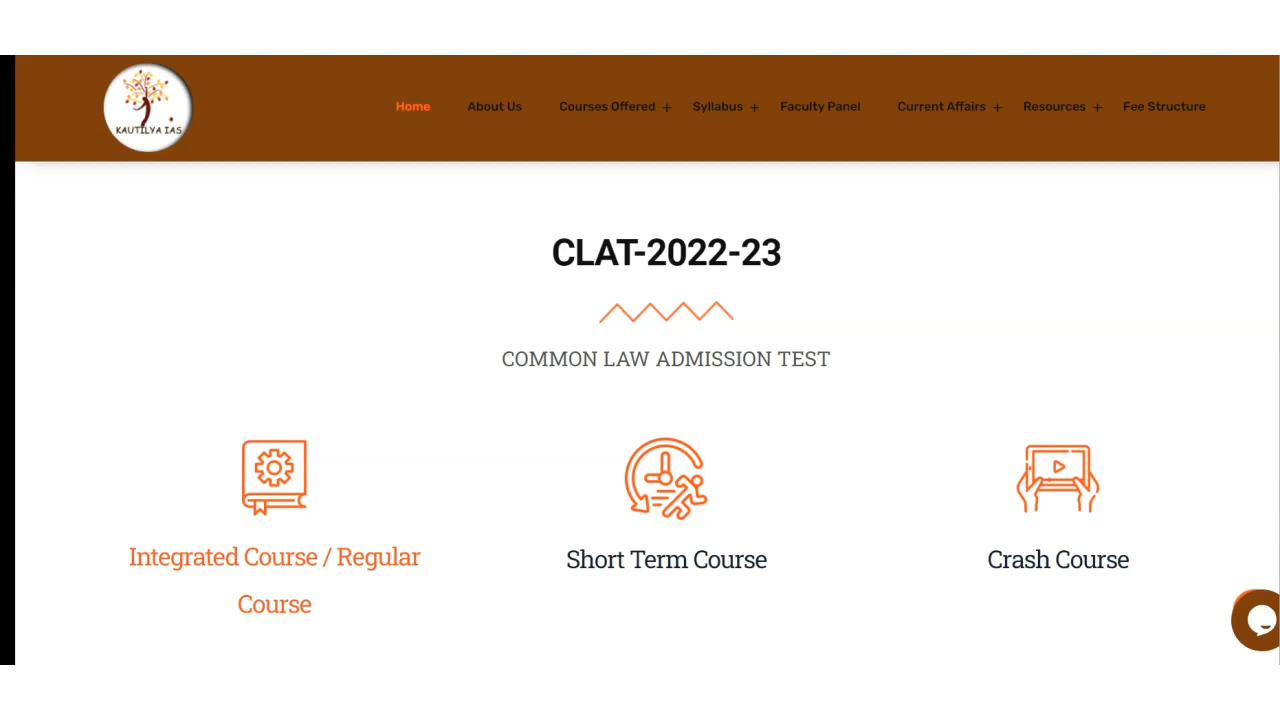 KAUTILYA IAS
Home About Us Courses Offered + Syllabus + Faculty Panel Current Affairs + Resources + Fee Structure
CLAT-2022-23
COMMON LAW ADMISSION TEST
Integrated Course / Regular
Course
Short Term Course
Crash Course